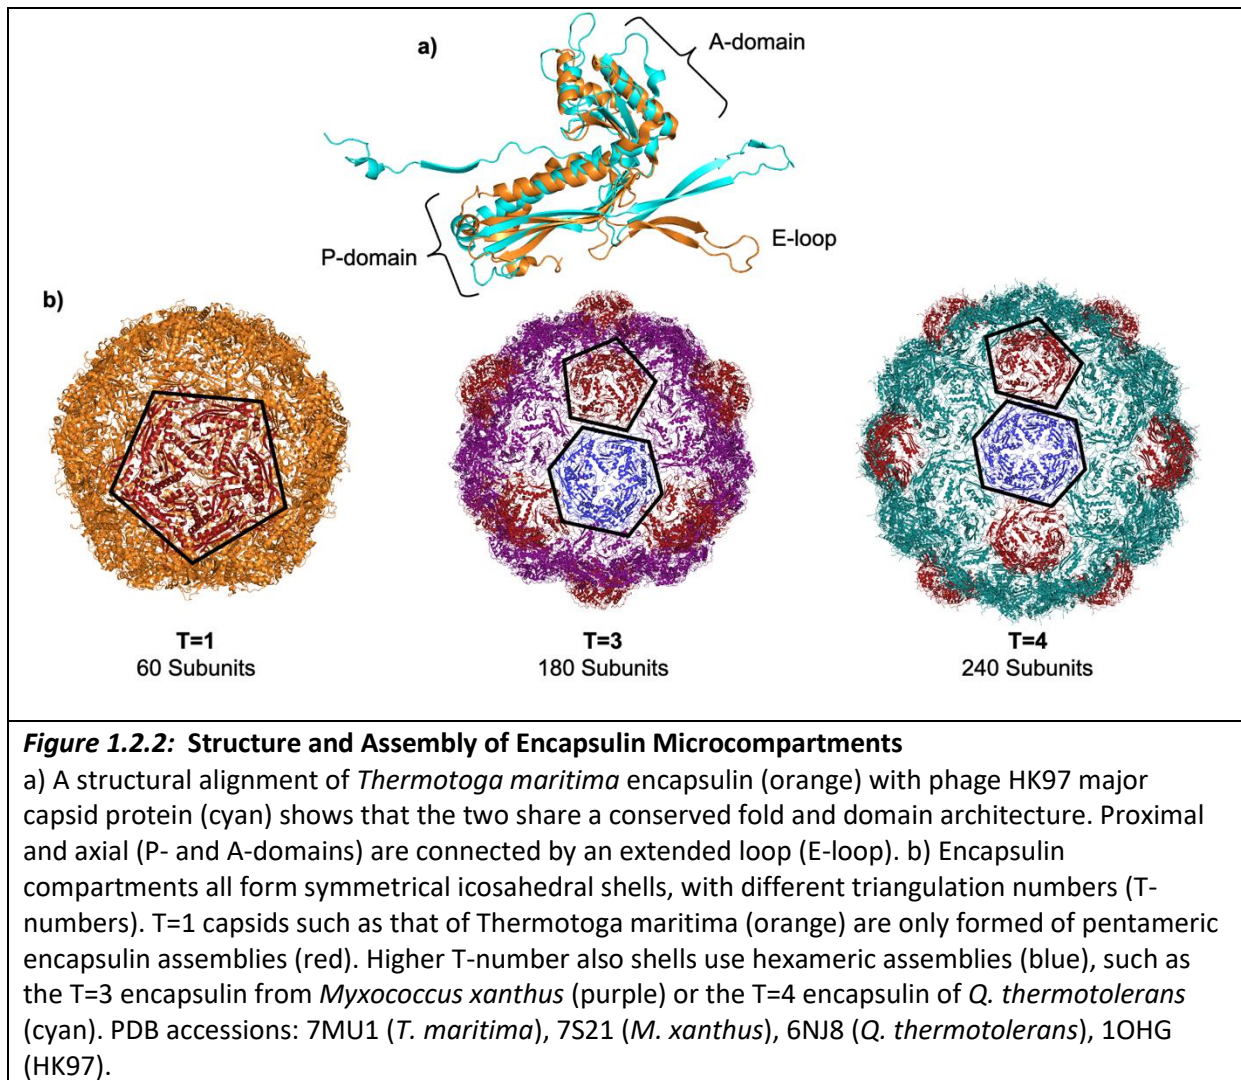 a)
A-domain
P-domain
E-loop
b)
T=1
60 Subunits
T=3
180 Subunits
T=4
240 Subunits
Figure 1.2.2: Structure and Assembly of Encapsulin Microcompartments
a) A structural alignment of Thermotoga maritima encapsulin (orange) with phage HK97 major
capsid protein (cyan) shows that the two share a conserved fold and domain architecture. Proximal
and axial (P- and A-domains) are connected by an extended loop (E-loop). b) Encapsulin
compartments all form symmetrical icosahedral shells, with different triangulation numbers (T-
numbers). T=1 capsids such as that of Thermotoga maritima (orange) are only formed of pentameric
encapsulin assemblies (red). Higher T-number also shells use hexameric assemblies (blue), such as
the T=3 encapsulin from Myxococcus xanthus (purple) or the T=4 encapsulin of Q. thermotolerans
(cyan). PDB accessions: 7MU1 (T. maritima), 7S21 (M. xanthus), 6NJ8 (Q. thermotolerans), 1OHG
(HK97).